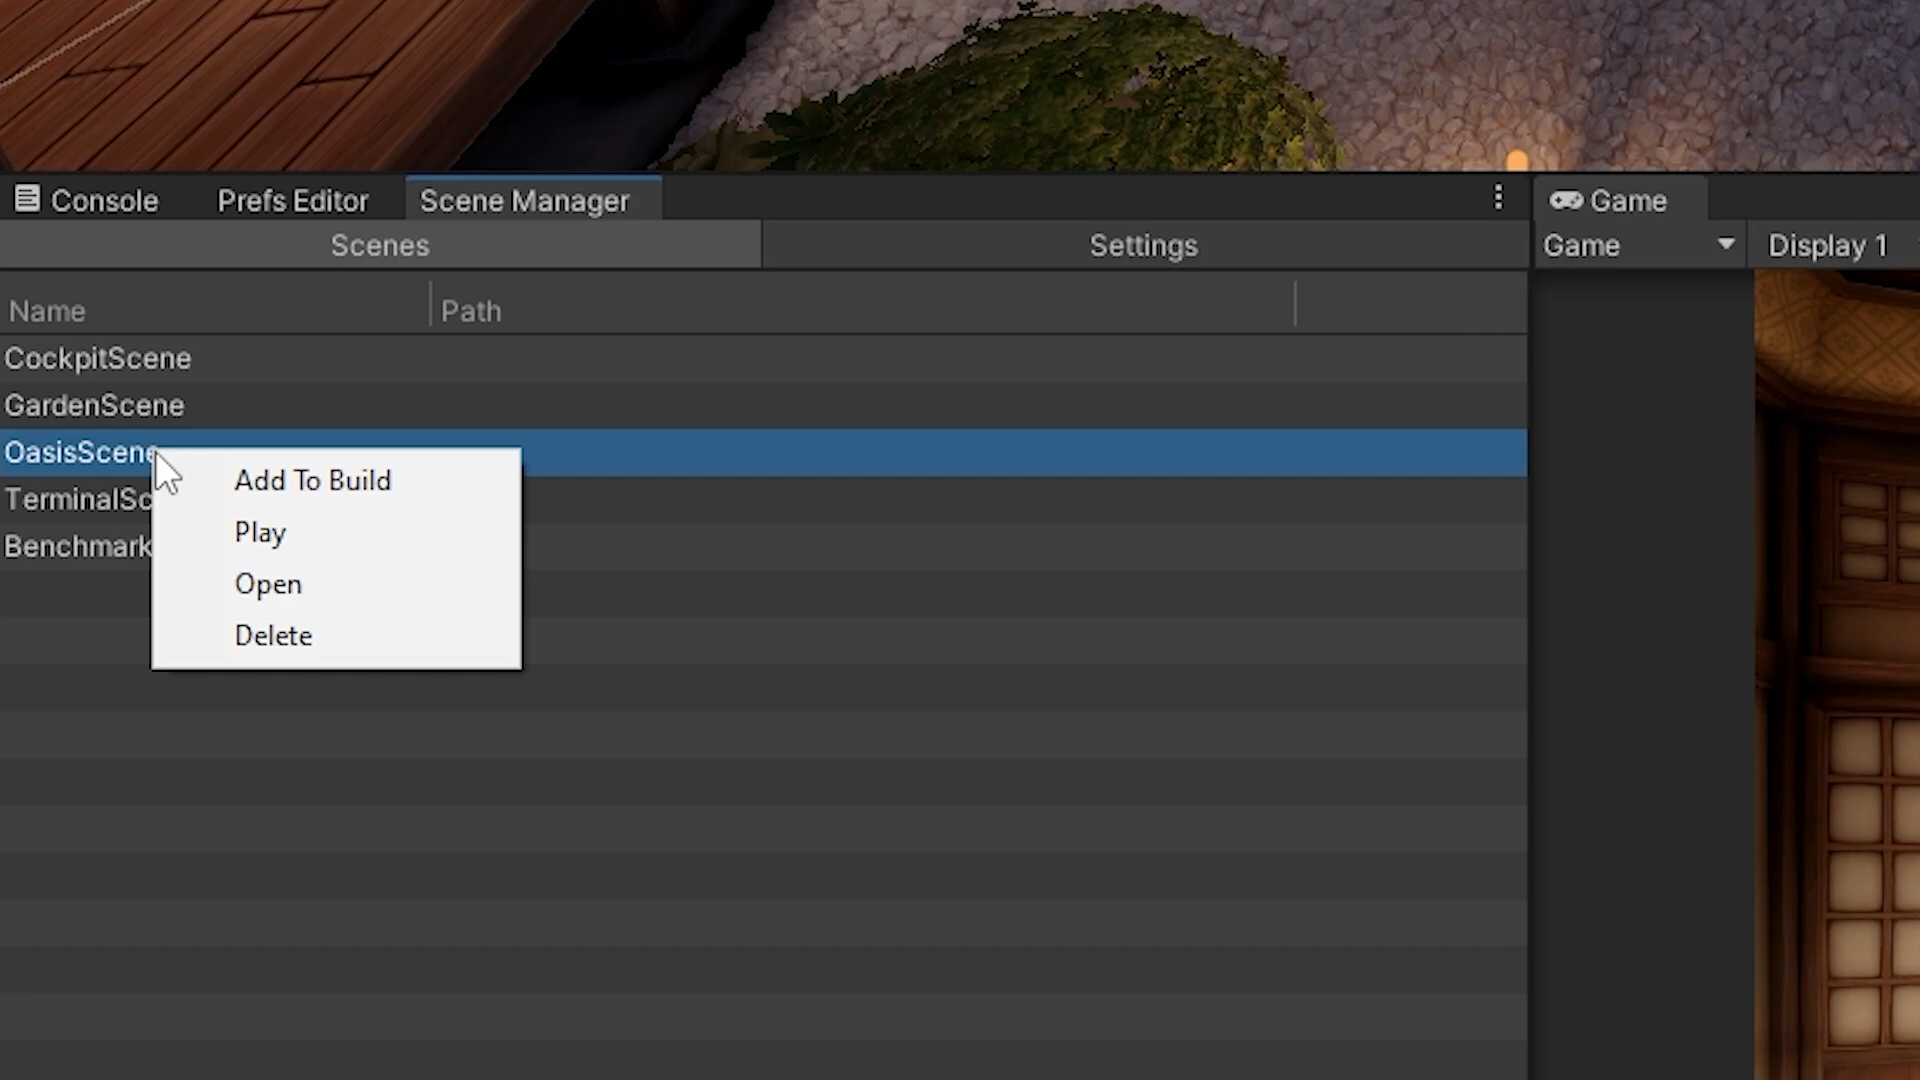 Console
Prefs Editor
Scene Manager
Game
Scenes
Settings
Game
Display 1
Name
Path
CockpitScene
GardenScene
OasisScene
TerminalSc
Benchmark
Add To Build
Play
Open
Delete